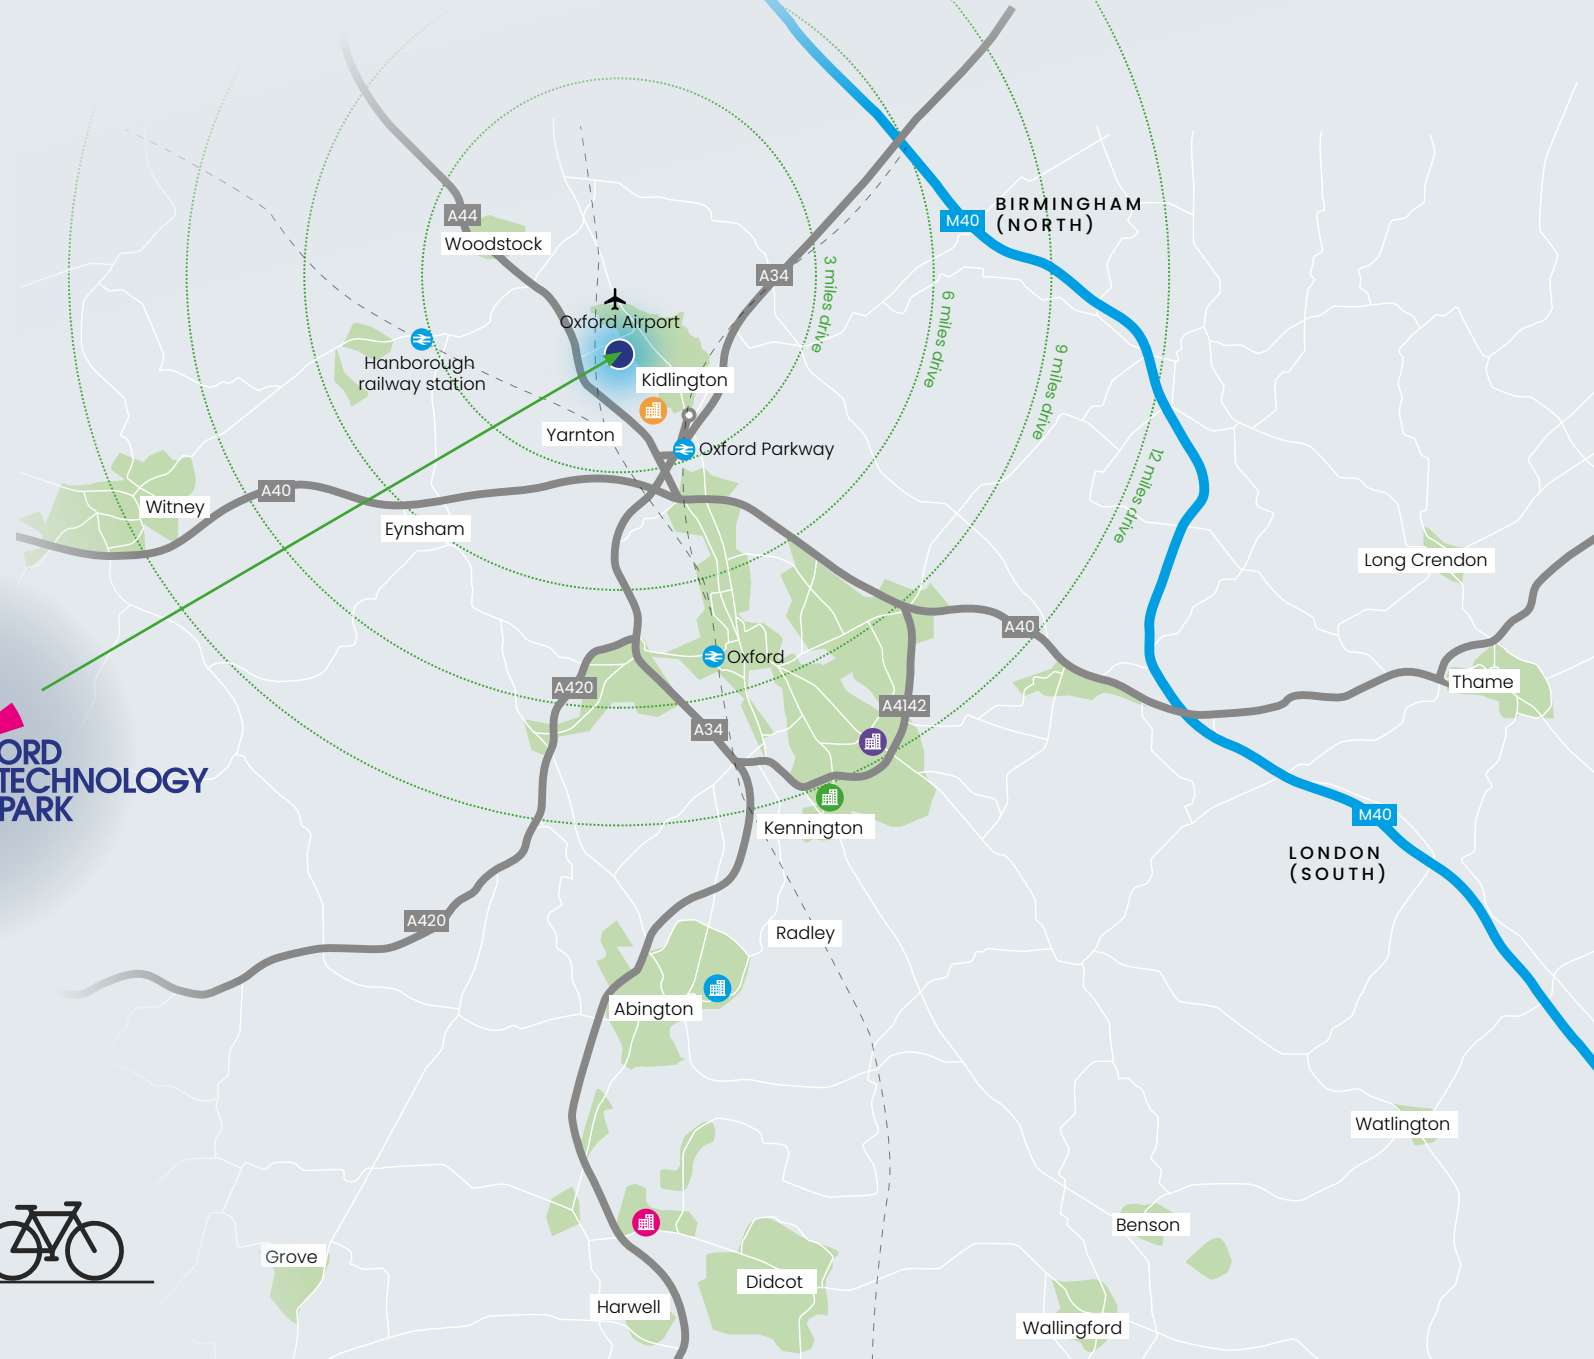 BIRMINGHAM
(NORTH)
M40
A44
Woodstock
A34
3 miles drive
6 miles drive
9 miles drive
12 miles drive
Oxford Airport
Hanborough
railway station
Kidlington
Yarnton
Oxford Parkway
A40
Witney
Eynsham
Long Crendon
A40
Oxford
A420
A4142
A34
Thame
ORD
TECHNOLOGY
PARK
Kennington
M40
LONDON
(SOUTH)
A420
Radley
Abington
Watlington
Benson
Grove
Didcot
Harwell
Wallingford